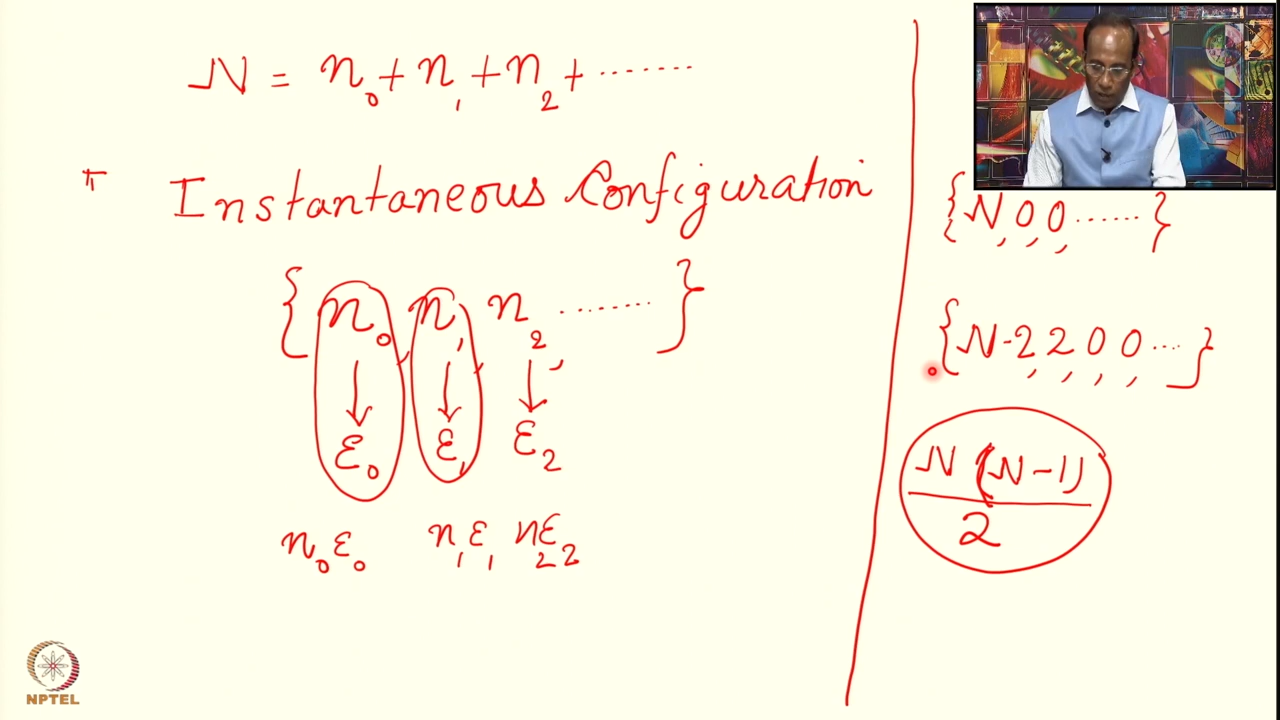 N = n₀ + n₁ + n₂ + ........
Instantaneous Configuration
{ n₀, n₁, n₂, ........ }
↓ ↓ ↓
ε₀ ε₁ ε₂
n₀ε₀ n₁ε₁ n₂ε₂
{ N, 0, 0, ...... }
{ N-2, 2, 0, 0, ... }
N (N-1)
2
NPTEL